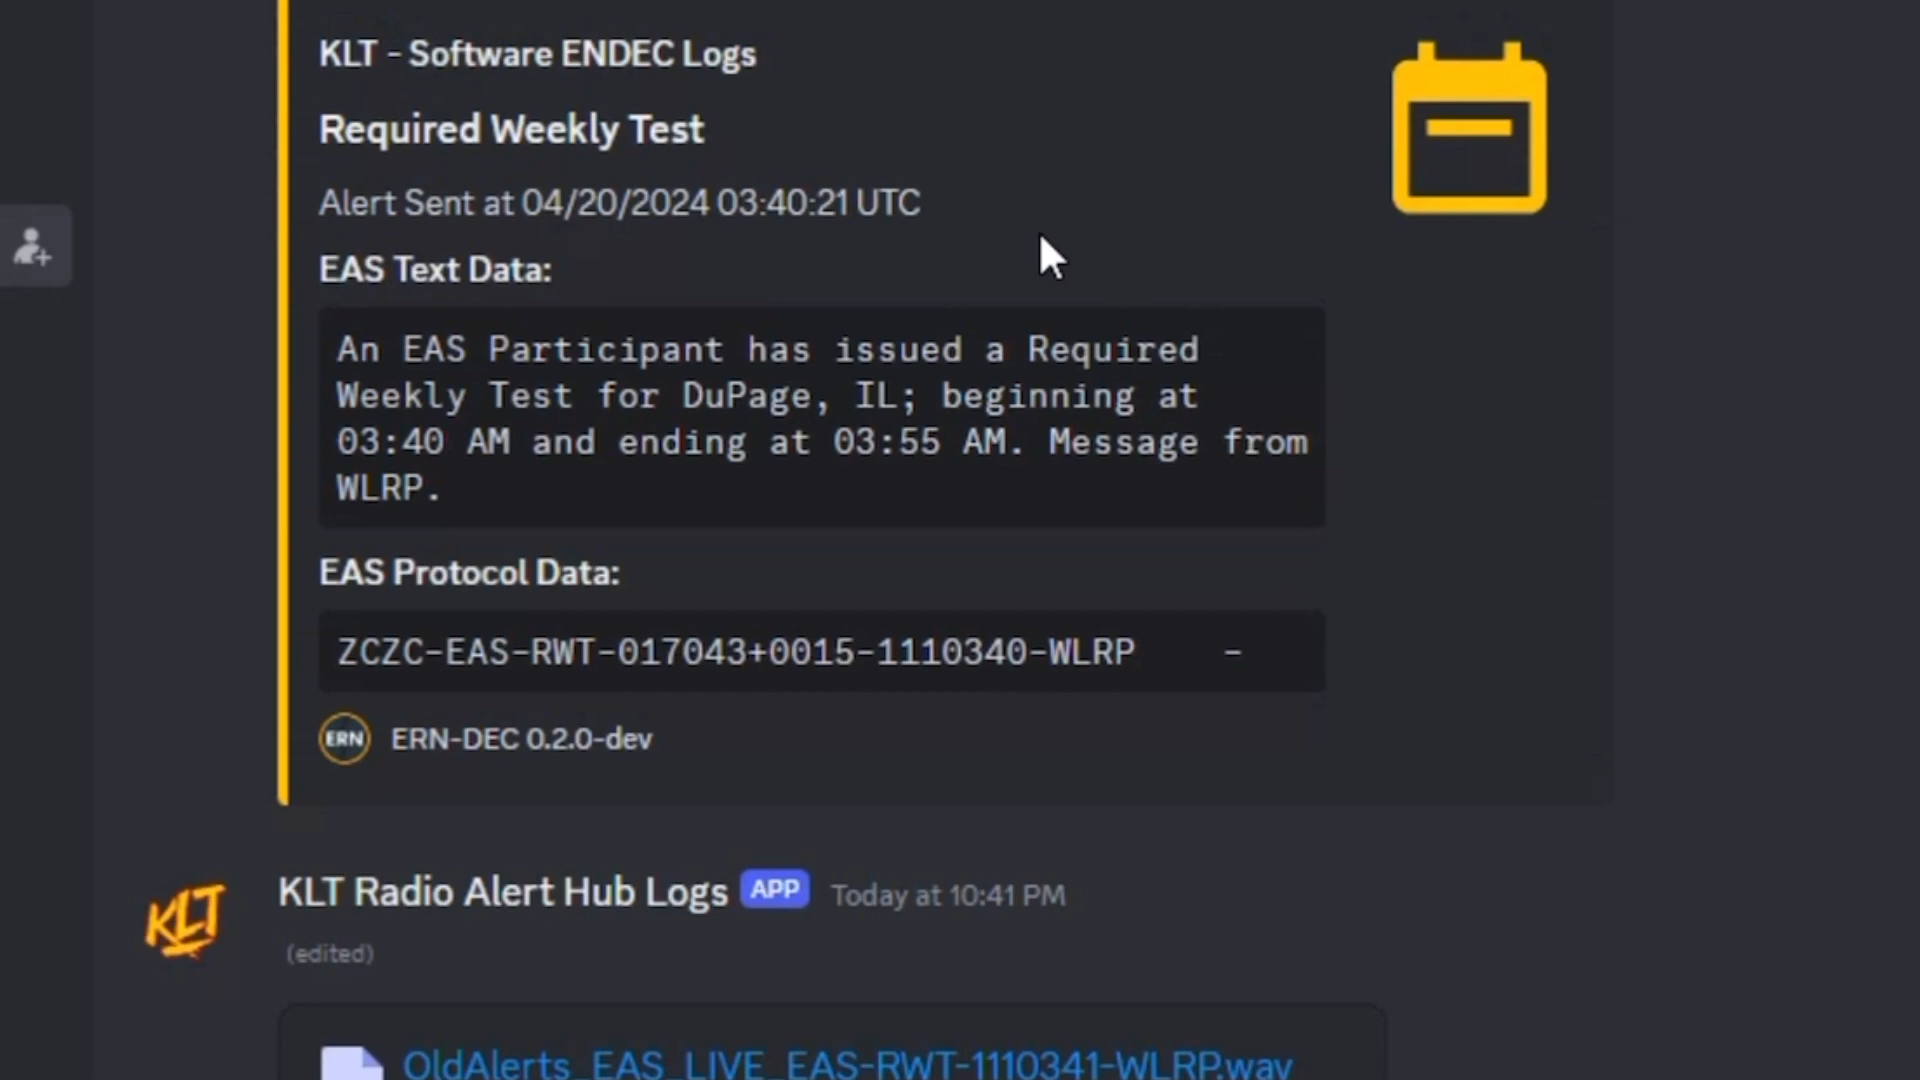 KLT - Software ENDEC Logs
Required Weekly Test
Alert Sent at 04/20/2024 03:40:21 UTC
EAS Text Data:
An EAS Participant has issued a Required
Weekly Test for DuPage, IL; beginning at
03:40 AM and ending at 03:55 AM. Message from
WLRP.
EAS Protocol Data:
ZCZC-EAS-RWT-017043+0015-1110340-WLRP    -
ERN ERN-DEC 0.2.0-dev
KLT KLT Radio Alert Hub Logs APP Today at 10:41 PM
(edited)
OldAlerts_EAS_LIVE_EAS-RWT-1110341-WLRP.wav